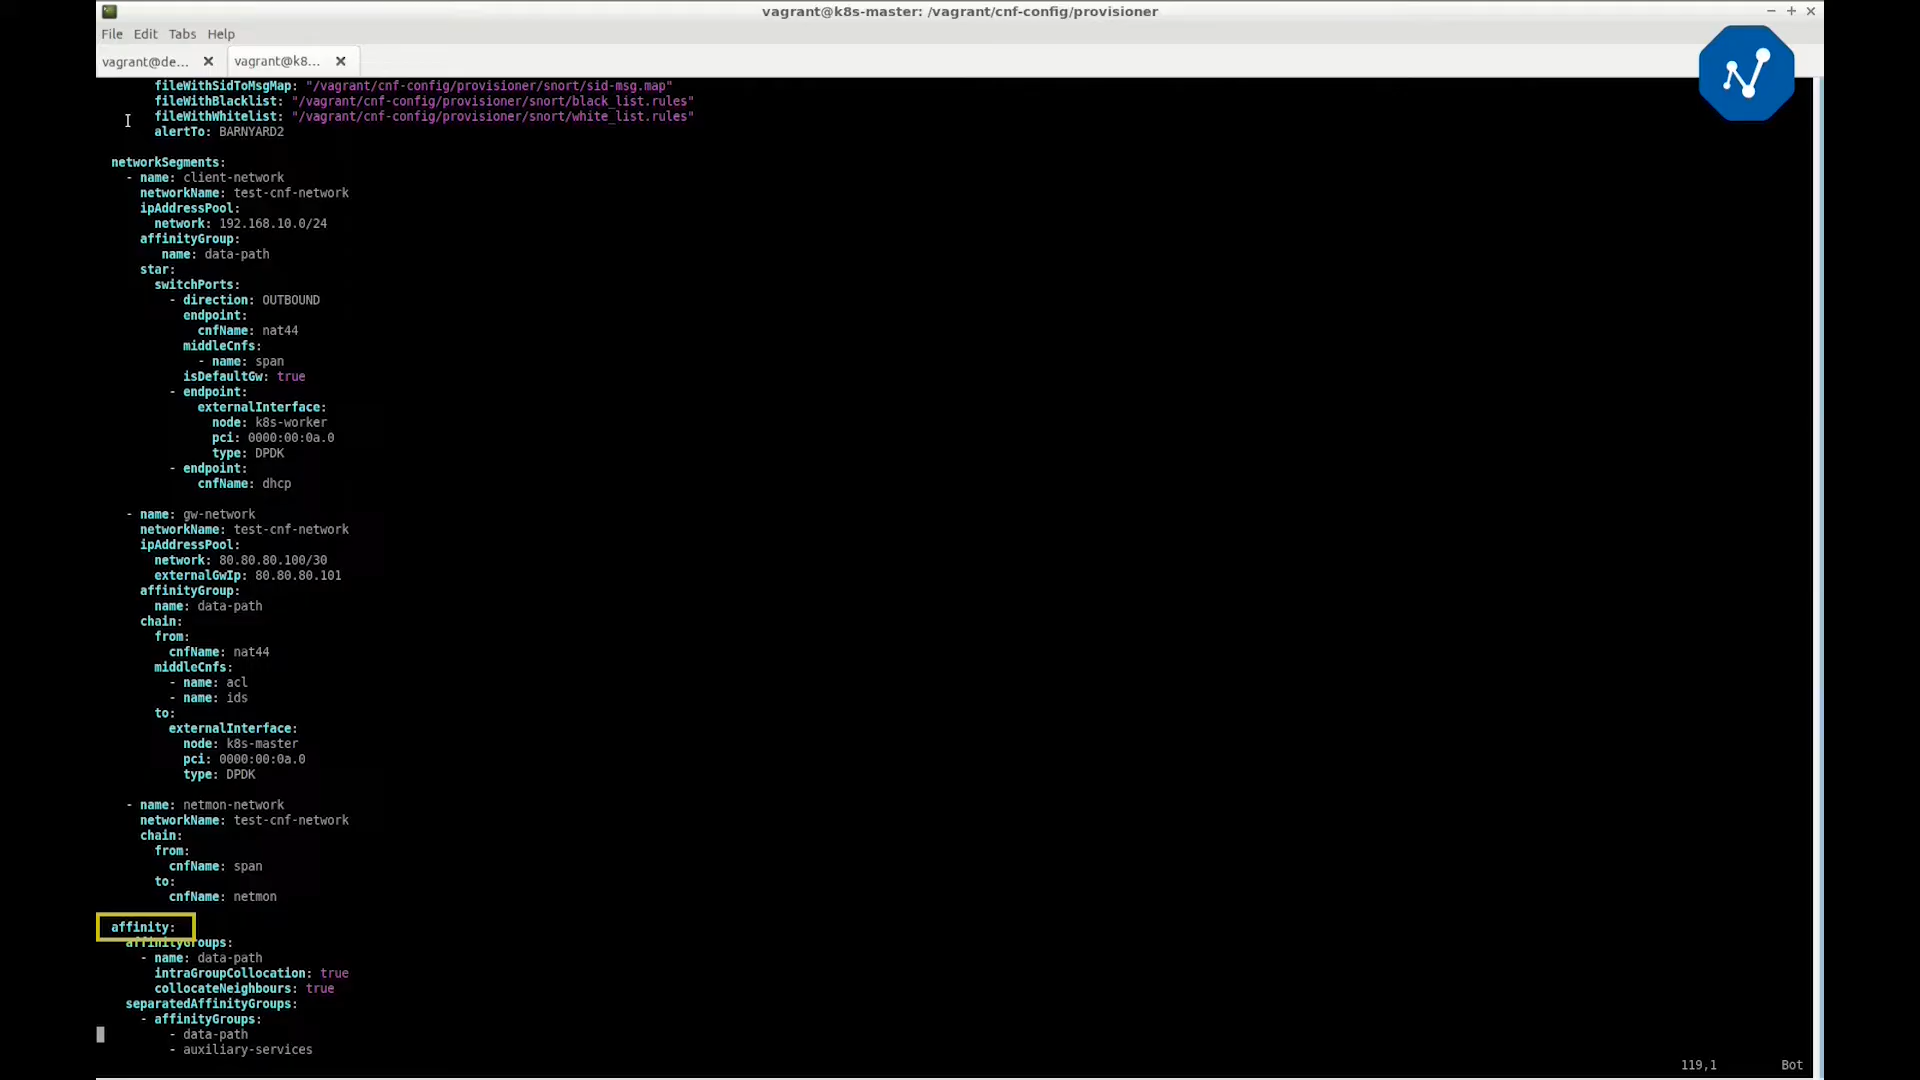 vagrant@k8s-master: /vagrant/cnf-config/provisioner
File Edit Tabs Help
vagrant@de... vagrant@k8...
fileWithSidToMsgMap: "/vagrant/cnf-config/provisioner/snort/sid-msg.map"
fileWithBlacklist: "/vagrant/cnf-config/provisioner/snort/black_list.rules"
fileWithWhitelist: "/vagrant/cnf-config/provisioner/snort/white_list.rules"
alertTo: BARNYARD2
networkSegments:
- name: client-network
networkName: test-cnf-network
ipAddressPool:
network: 192.168.10.0/24
affinityGroup:
name: data-path
star:
switchPorts:
- direction: OUTBOUND
endpoint:
cnfName: nat44
middleCnfs:
- name: span
isDefaultGw: true
- endpoint:
externalInterface:
node: k8s-worker
pci: 0000:00:0a.0
type: DPDK
- endpoint:
cnfName: dhcp
- name: gw-network
networkName: test-cnf-network
ipAddressPool:
network: 80.80.80.100/30
externalGwIp: 80.80.80.101
affinityGroup:
name: data-path
chain:
from:
cnfName: nat44
middleCnfs:
- name: acl
- name: ids
to:
externalInterface:
node: k8s-master
pci: 0000:00:0a.0
type: DPDK
- name: netmon-network
networkName: test-cnf-network
chain:
from:
cnfName: span
to:
cnfName: netmon
affinity:
affinityGroups:
- name: data-path
intraGroupCollocation: true
collocateNeighbours: true
separatedAffinityGroups:
- affinityGroups:
- data-path
- auxiliary-services
119,1 Bot